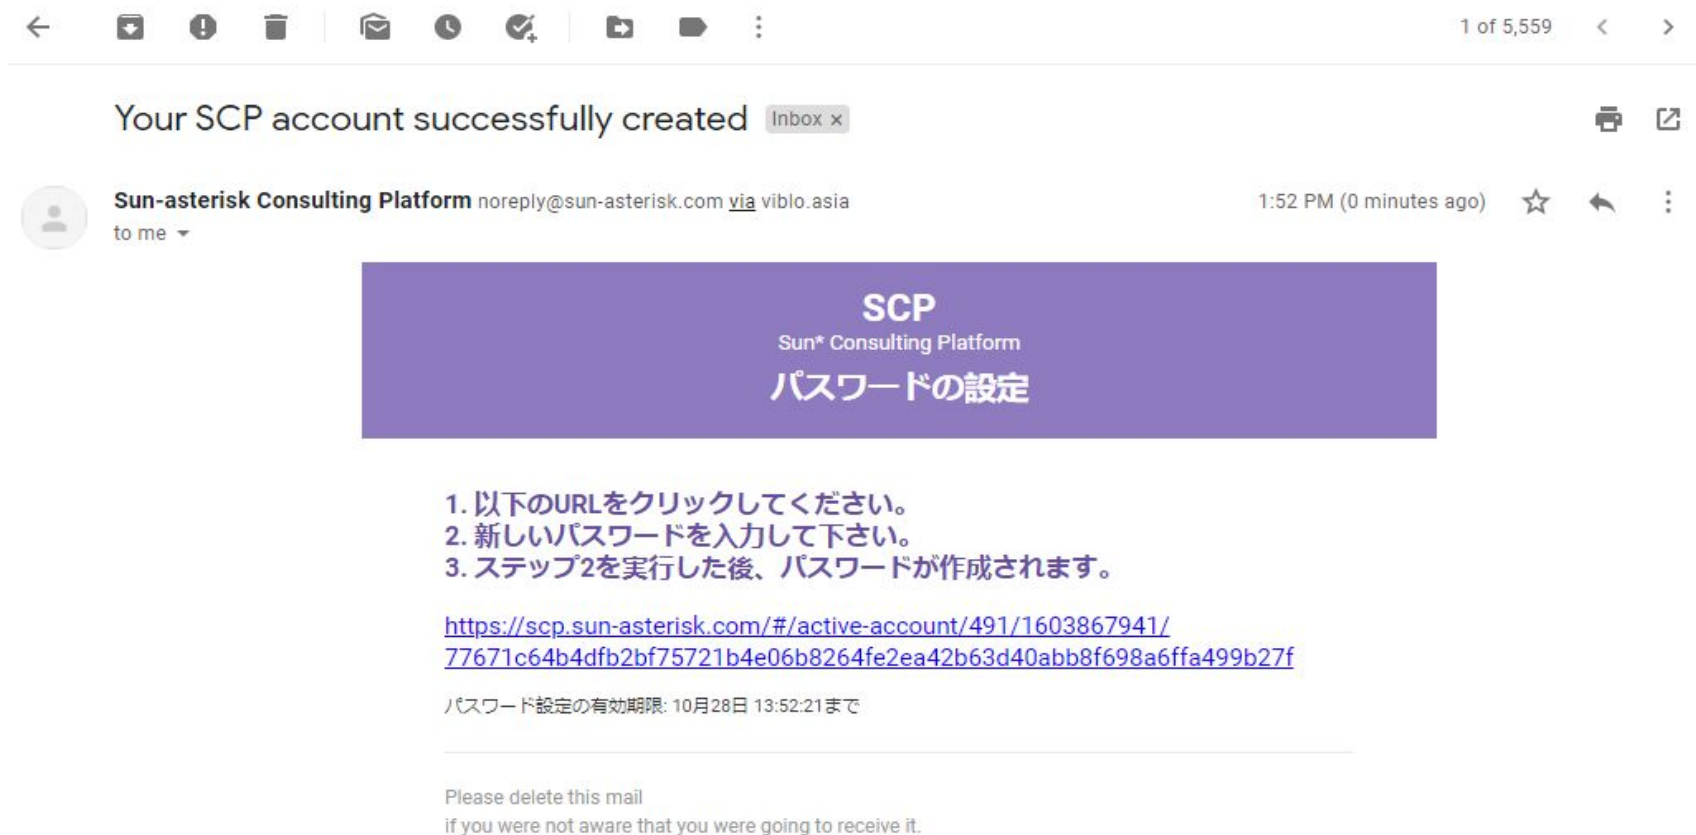 1 of 5,559
Your SCP account successfully created Inbox x
Sun-asterisk Consulting Platform noreply@sun-asterisk.com via viblo.asia 1:52 PM (0 minutes ago)
to me
SCP
Sun* Consulting Platform
パスワードの設定
1. 以下のURLをクリックしてください。
2. 新しいパスワードを入力して下さい。
3. ステップ2を実行した後、パスワードが作成されます。
https://scp.sun-asterisk.com/#/active-account/491/1603867941/
77671c64b4dfb2bf75721b4e06b8264fe2ea42b63d40abb8f698a6ffa499b27f
パスワード設定の有効期限: 10月28日 13:52:21まで
Please delete this mail
if you were not aware that you were going to receive it.